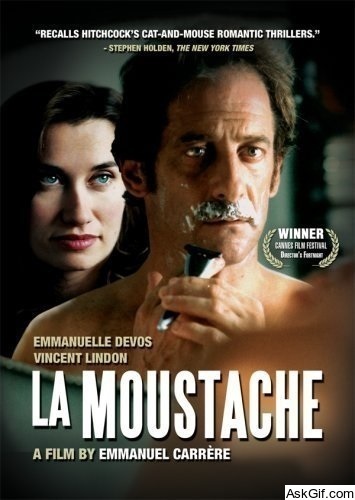 "RECALLS HITCHCOCK'S CAT-AND-MOUSE ROMANTIC THRILLERS."
- STEPHEN HOLDEN, THE NEW YORK TIMES
WINNER
CANNES FILM FESTIVAL
DIRECTOR'S FORTNIGHT
EMMANUELLE DEVOS
VINCENT LINDON
LA MOUSTACHE
A FILM BY EMMANUEL CARRÈRE
AskGif.com